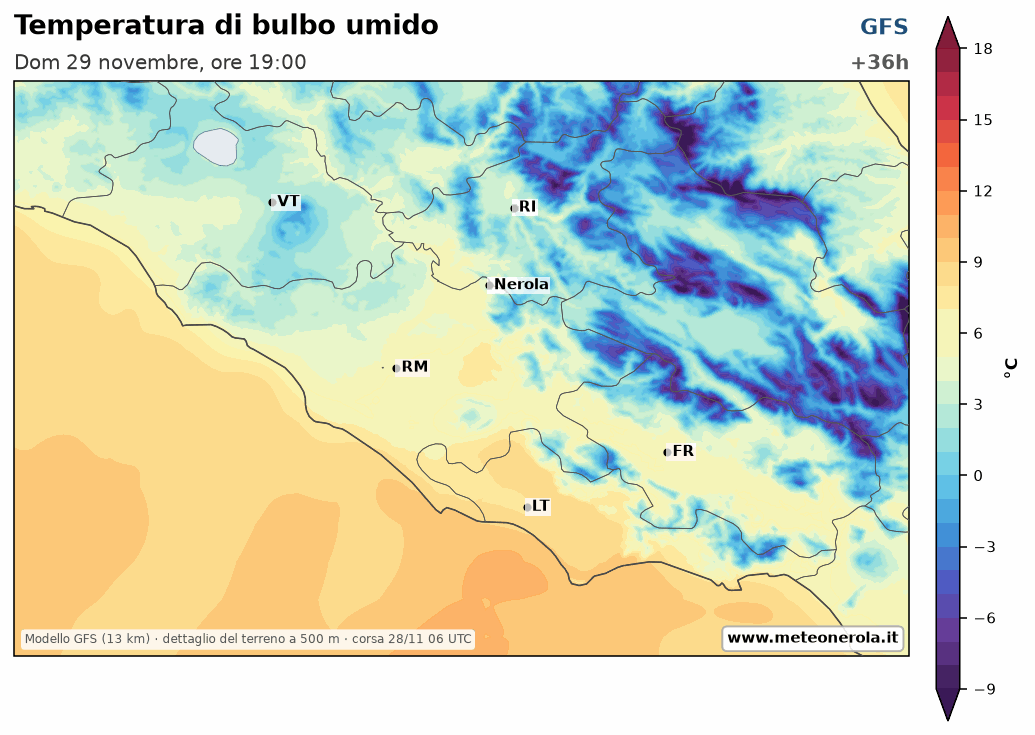 Temperatura di bulbo umido
GFS
Dom 29 novembre, ore 19:00
+36h
VT
RI
Nerola
RM
FR
LT
Modello GFS (13 km) · dettaglio del terreno a 500 m · corsa 28/11 06 UTC
www.meteonerola.it
18
15
12
9
6
3
0
−3
−6
−9
°C